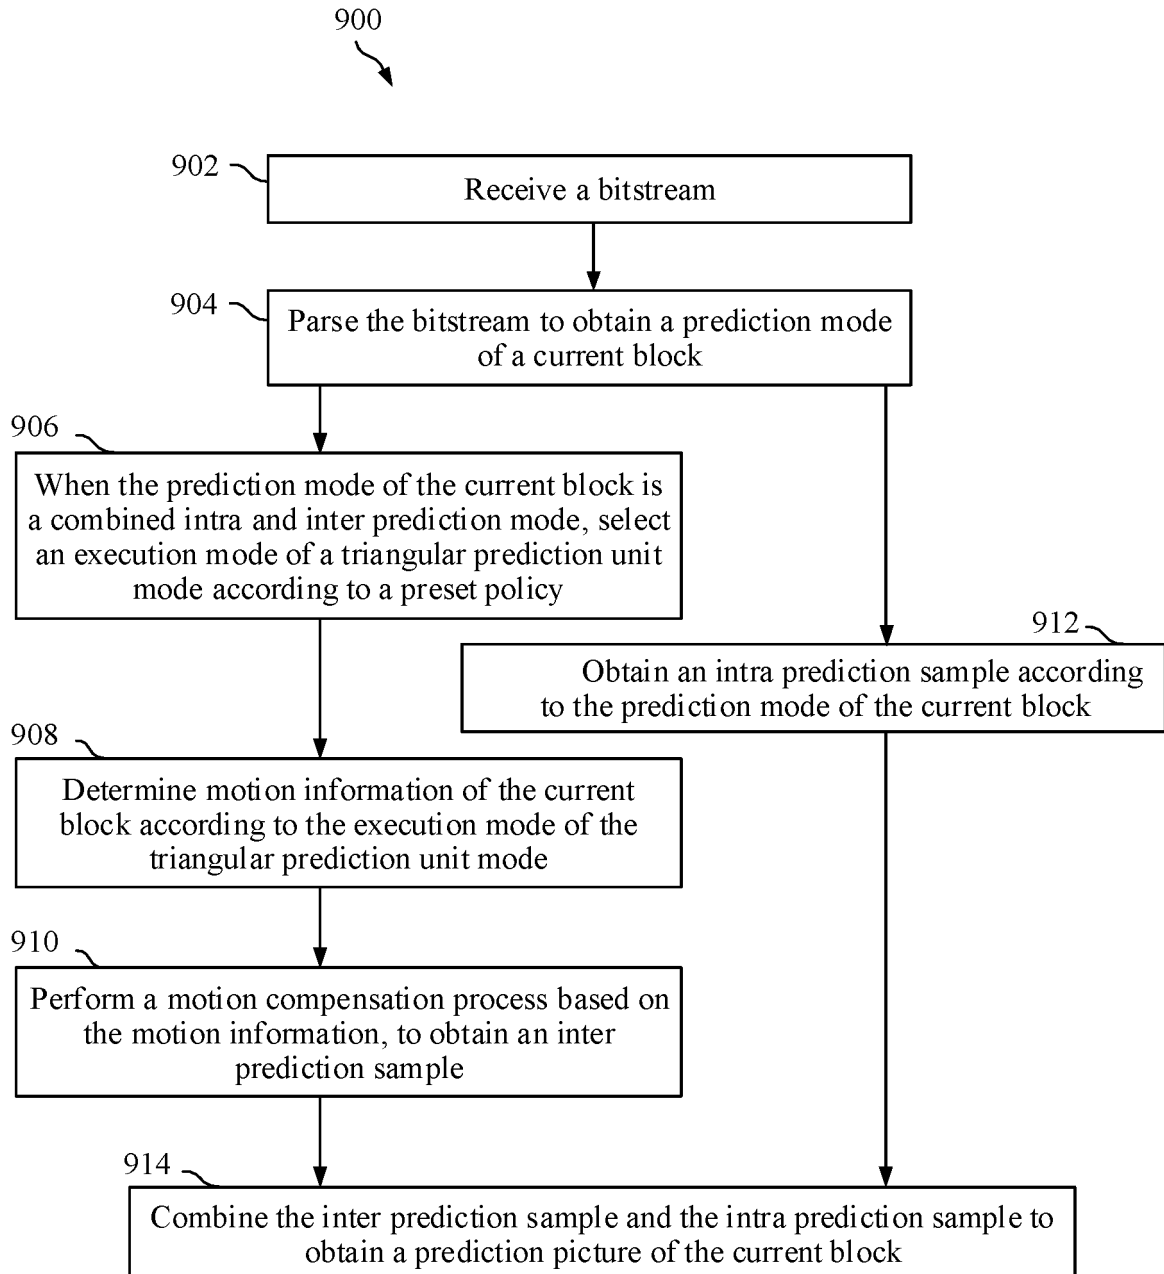 900
902
Receive a bitstream
904
Parse the bitstream to obtain a prediction mode
of a current block
906
When the prediction mode of the current block is
a combined intra and inter prediction mode, select
an execution mode of a triangular prediction unit
mode according to a preset policy
912
Obtain an intra prediction sample according
to the prediction mode of the current block
908
Determine motion information of the current
block according to the execution mode of the
triangular prediction unit mode
910
Perform a motion compensation process based on
the motion information, to obtain an inter
prediction sample
914
Combine the inter prediction sample and the intra prediction sample to
obtain a prediction picture of the current block